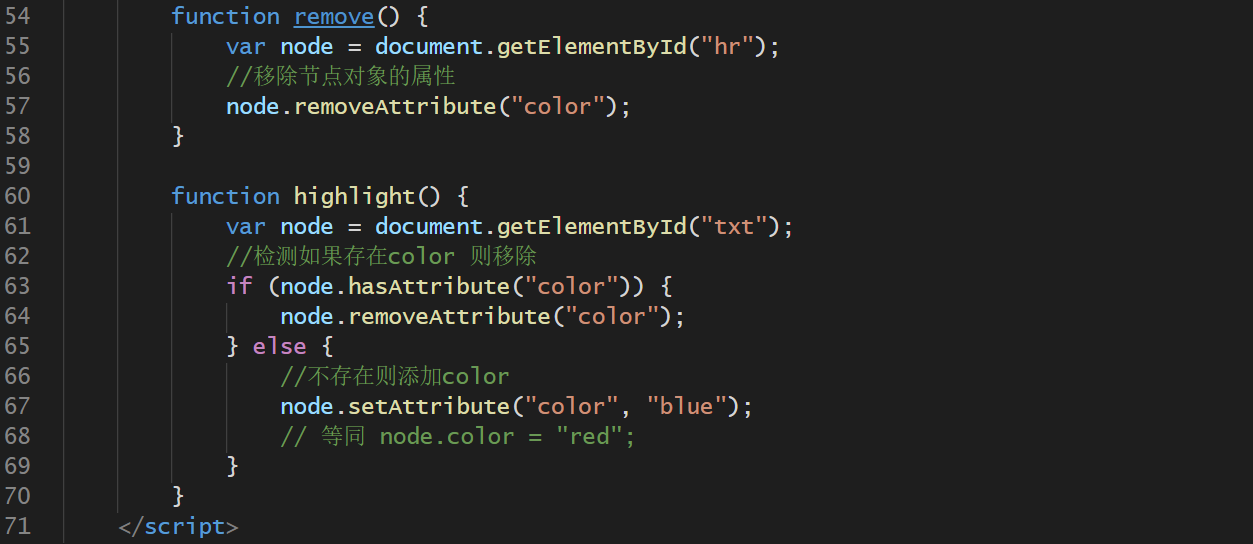 54 function remove() {
55 var node = document.getElementById("hr");
56 //移除节点对象的属性
57 node.removeAttribute("color");
58 }
59
60 function highlight() {
61 var node = document.getElementById("txt");
62 //检测如果存在color 则移除
63 if (node.hasAttribute("color")) {
64 node.removeAttribute("color");
65 } else {
66 //不存在则添加color
67 node.setAttribute("color", "blue");
68 // 等同 node.color = "red";
69 }
70 }
71 </script>